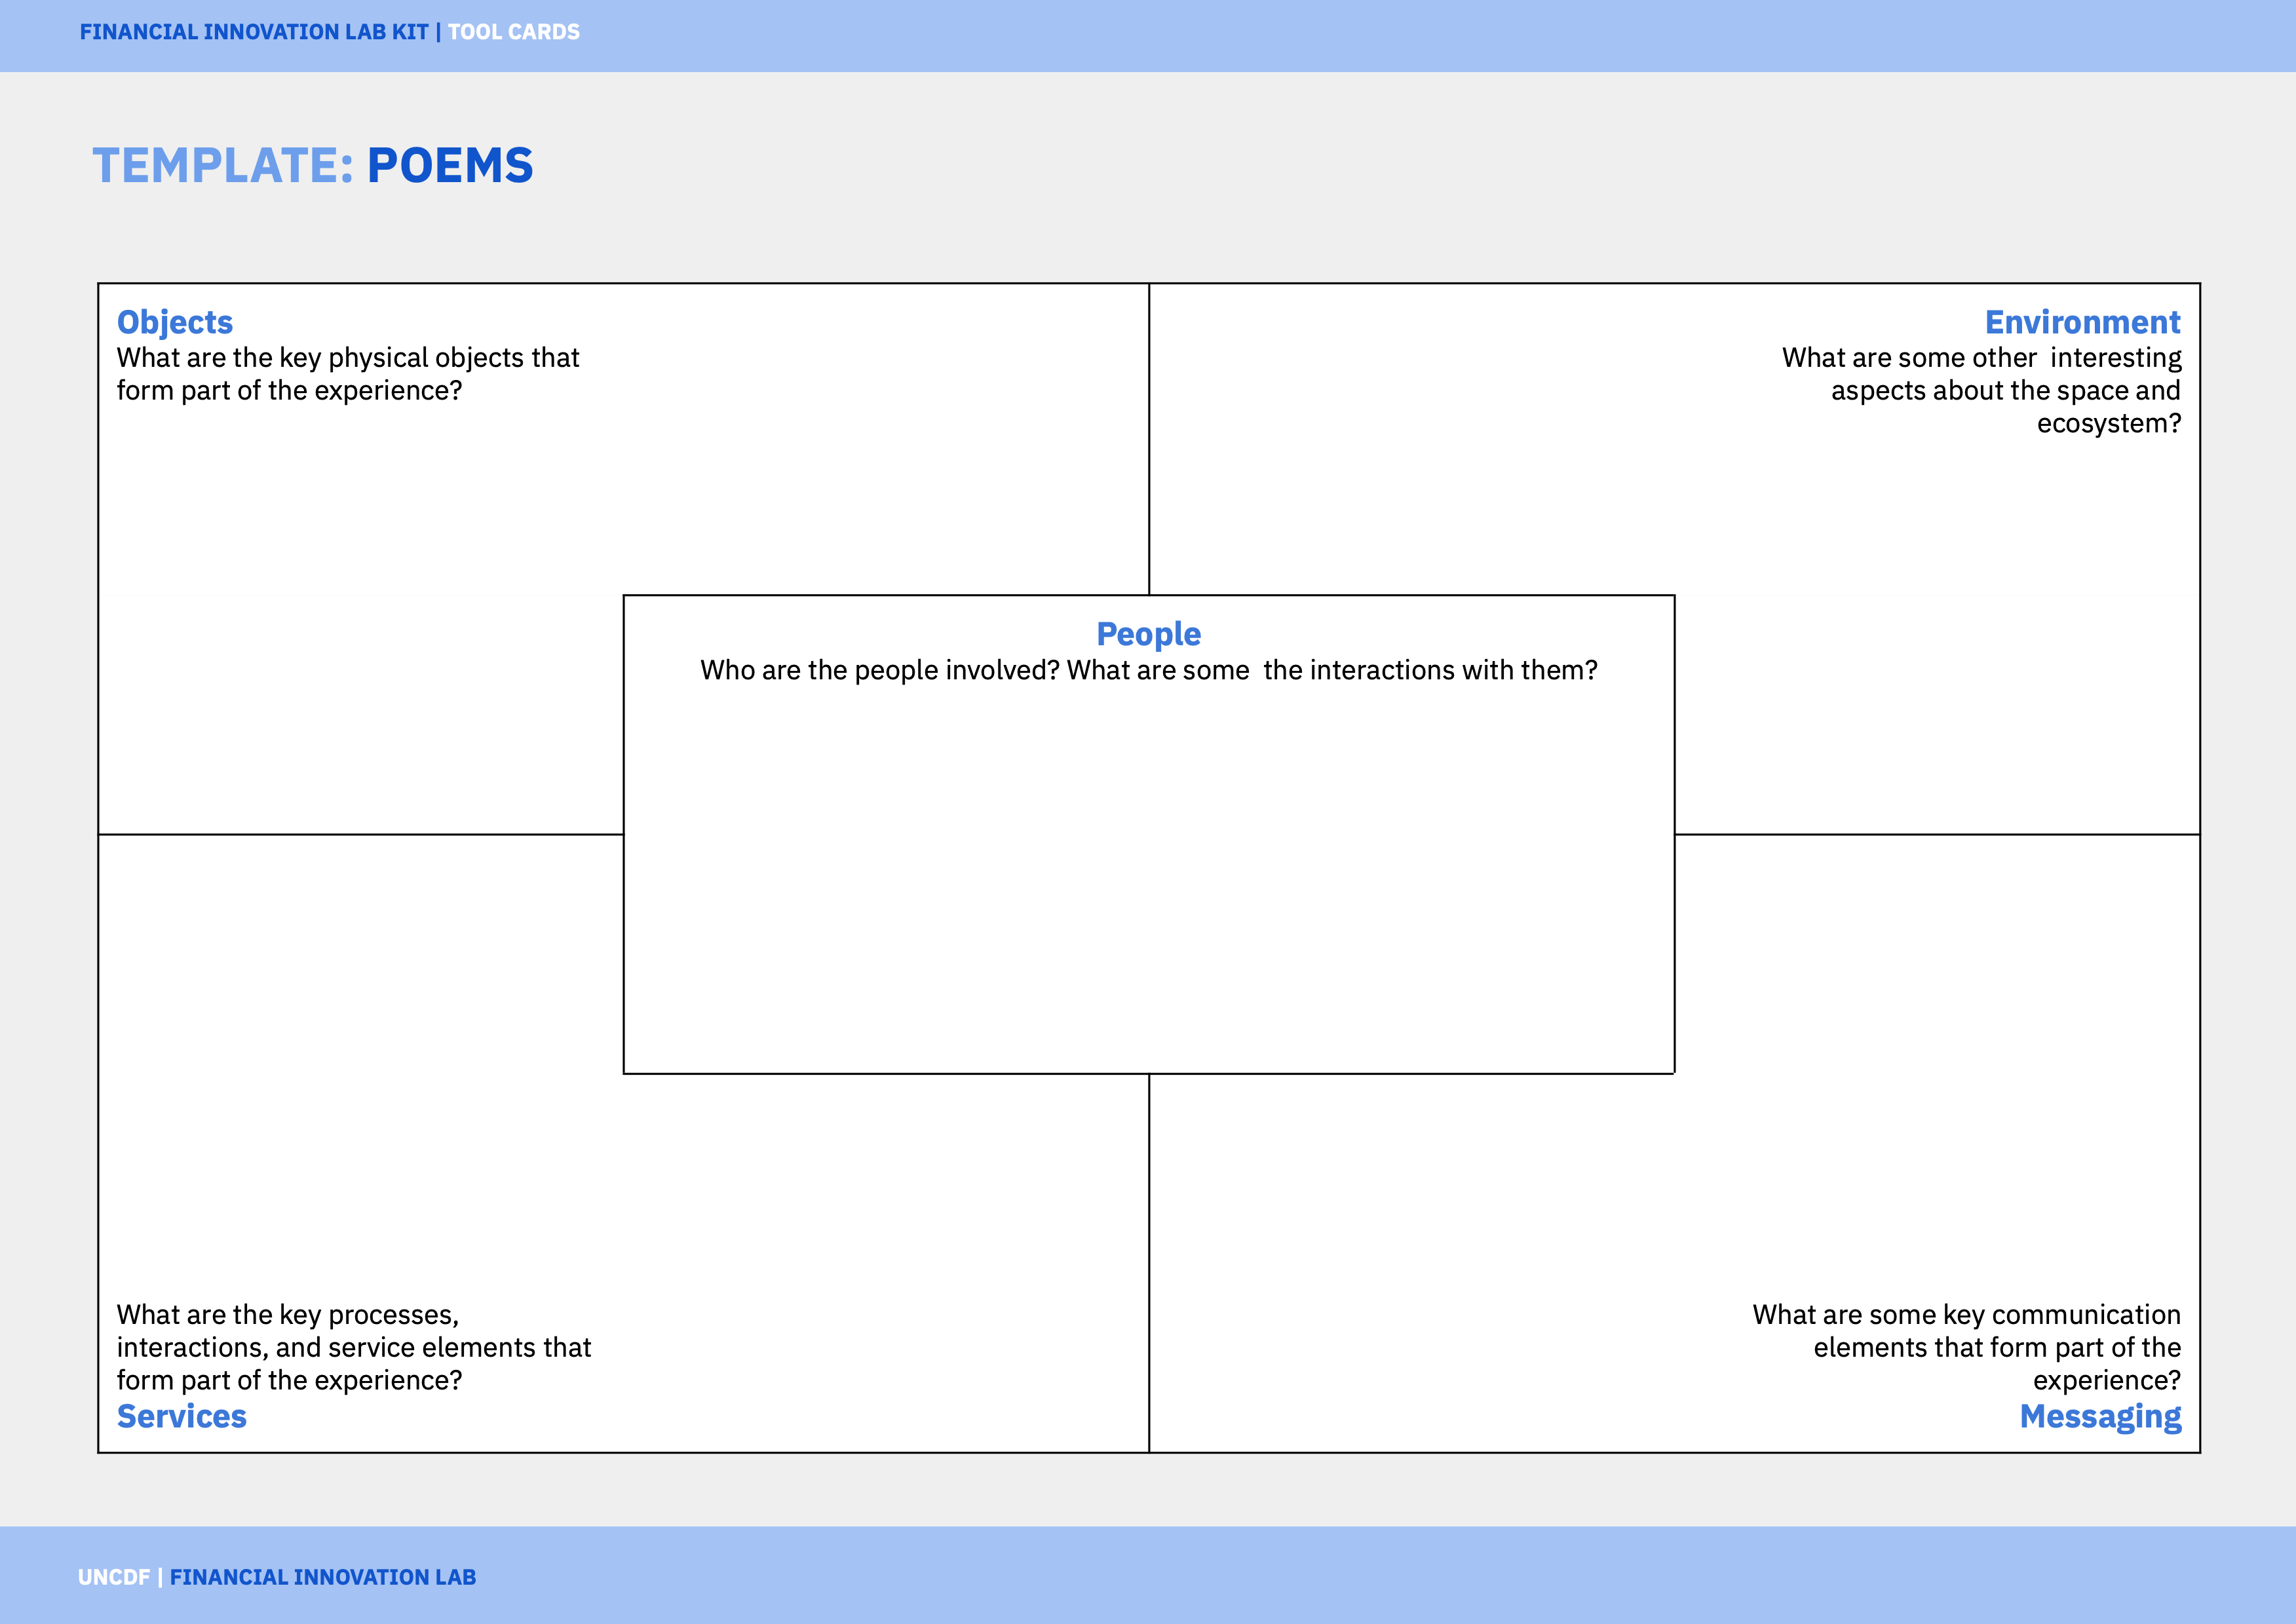 FINANCIAL INNOVATION LAB KIT | TOOL CARDS
TEMPLATE: POEMS
Objects
What are the key physical objects that
form part of the experience?
Environment
What are some other  interesting
aspects about the space and
ecosystem?
People
Who are the people involved? What are some  the interactions with them?
What are the key processes,
interactions, and service elements that
form part of the experience?
Services
What are some key communication
elements that form part of the
experience?
Messaging
UNCDF | FINANCIAL INNOVATION LAB